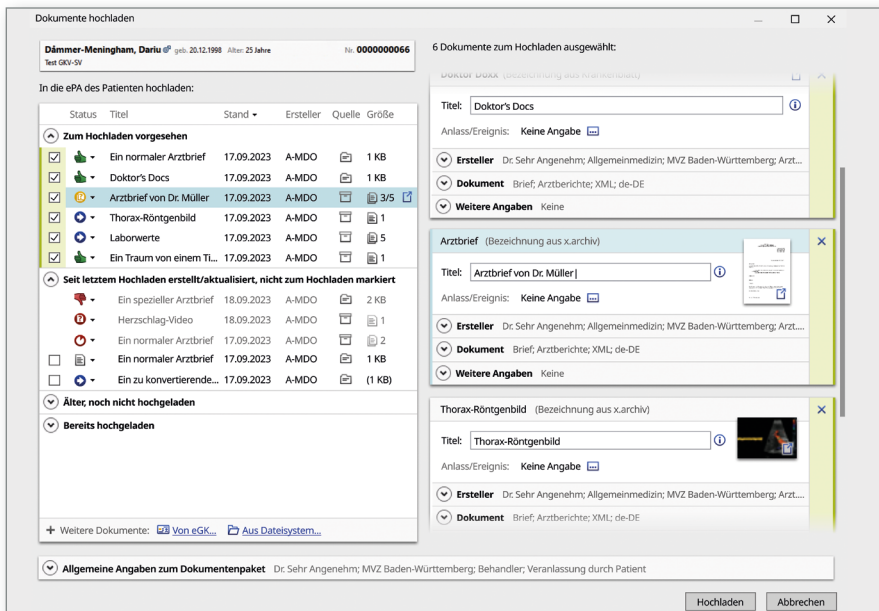 Dokumente hochladen
Dámmer-Meningham, Dariu geb. 20.12.1998 Alter: 25 Jahre Nr. 0000000066
Test GKV-SV
In die ePA des Patienten hochladen:
Status Titel Stand Ersteller Quelle Größe
Zum Hochladen vorgesehen
Ein normaler Arztbrief 17.09.2023 A-MDO 1 KB
Doktor's Docs 17.09.2023 A-MDO 1 KB
Arztbrief von Dr. Müller 17.09.2023 A-MDO 3/5
Thorax-Röntgenbild 17.09.2023 A-MDO 1
Laborwerte 17.09.2023 A-MDO 5
Ein Traum von einem Ti... 17.09.2023 A-MDO 1
Seit letztem Hochladen erstellt/aktualisiert, nicht zum Hochladen markiert
Ein spezieller Arztbrief 18.09.2023 A-MDO 2 KB
Herzschlag-Video 18.09.2023 A-MDO 1
Ein normaler Arztbrief 17.09.2023 A-MDO 2
Ein normaler Arztbrief 17.09.2023 A-MDO 1 KB
Ein zu konvertierende... 17.09.2023 A-MDO (1 KB)
Älter, noch nicht hochgeladen
Bereits hochgeladen
+ Weitere Dokumente: Von eGK... Aus Dateisystem...
6 Dokumente zum Hochladen ausgewählt:
Doktor Doxx (Bezeichnung aus Krankenblatt)
Titel: Doktor's Docs
Anlass/Ereignis: Keine Angabe ...
Ersteller Dr. Sehr Angenehm; Allgemeinmedizin; MVZ Baden-Württemberg; Arzt...
Dokument Brief; Arztberichte; XML; de-DE
Weitere Angaben Keine
Arztbrief (Bezeichnung aus x.archiv)
Titel: Arztbrief von Dr. Müller
Anlass/Ereignis: Keine Angabe ...
Ersteller Dr. Sehr Angenehm; Allgemeinmedizin; MVZ Baden-Württemberg; Arzt....
Dokument Brief; Arztberichte; XML; de-DE
Weitere Angaben Keine
Thorax-Röntgenbild (Bezeichnung aus x.archiv)
Titel: Thorax-Röntgenbild
Anlass/Ereignis: Keine Angabe ...
Ersteller Dr. Sehr Angenehm; Allgemeinmedizin; MVZ Baden-Württemberg; Arzt....
Dokument Brief; Arztberichte; XML; de-DE
Allgemeine Angaben zum Dokumentenpaket Dr. Sehr Angenehm; MVZ Baden-Württemberg; Behandler; Veranlassung durch Patient
Hochladen Abbrechen